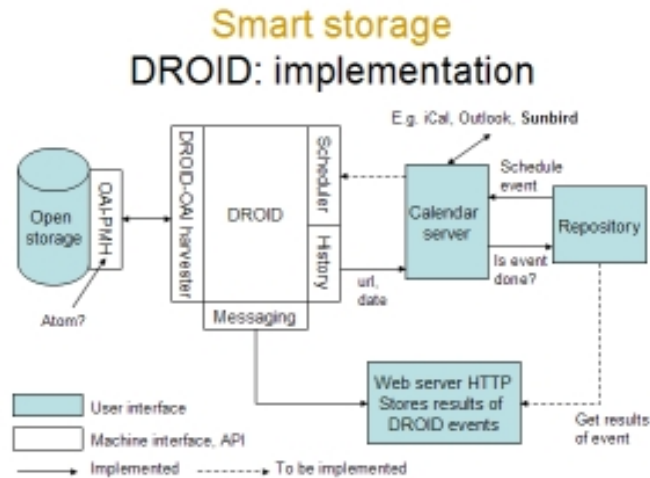 Smart storage
DROID: implementation
E.g. iCal, Outlook, Sunbird
Open
storage
OAI-PMH
Atom?
DROID-OAI harvester
DROID
Scheduler
History
Messaging
url,
date
Calendar
server
Schedule
event
Is event
done?
Repository
Web server HTTP
Stores results of
DROID events
Get results
of event
User interface
Machine interface, API
Implemented
To be implemented